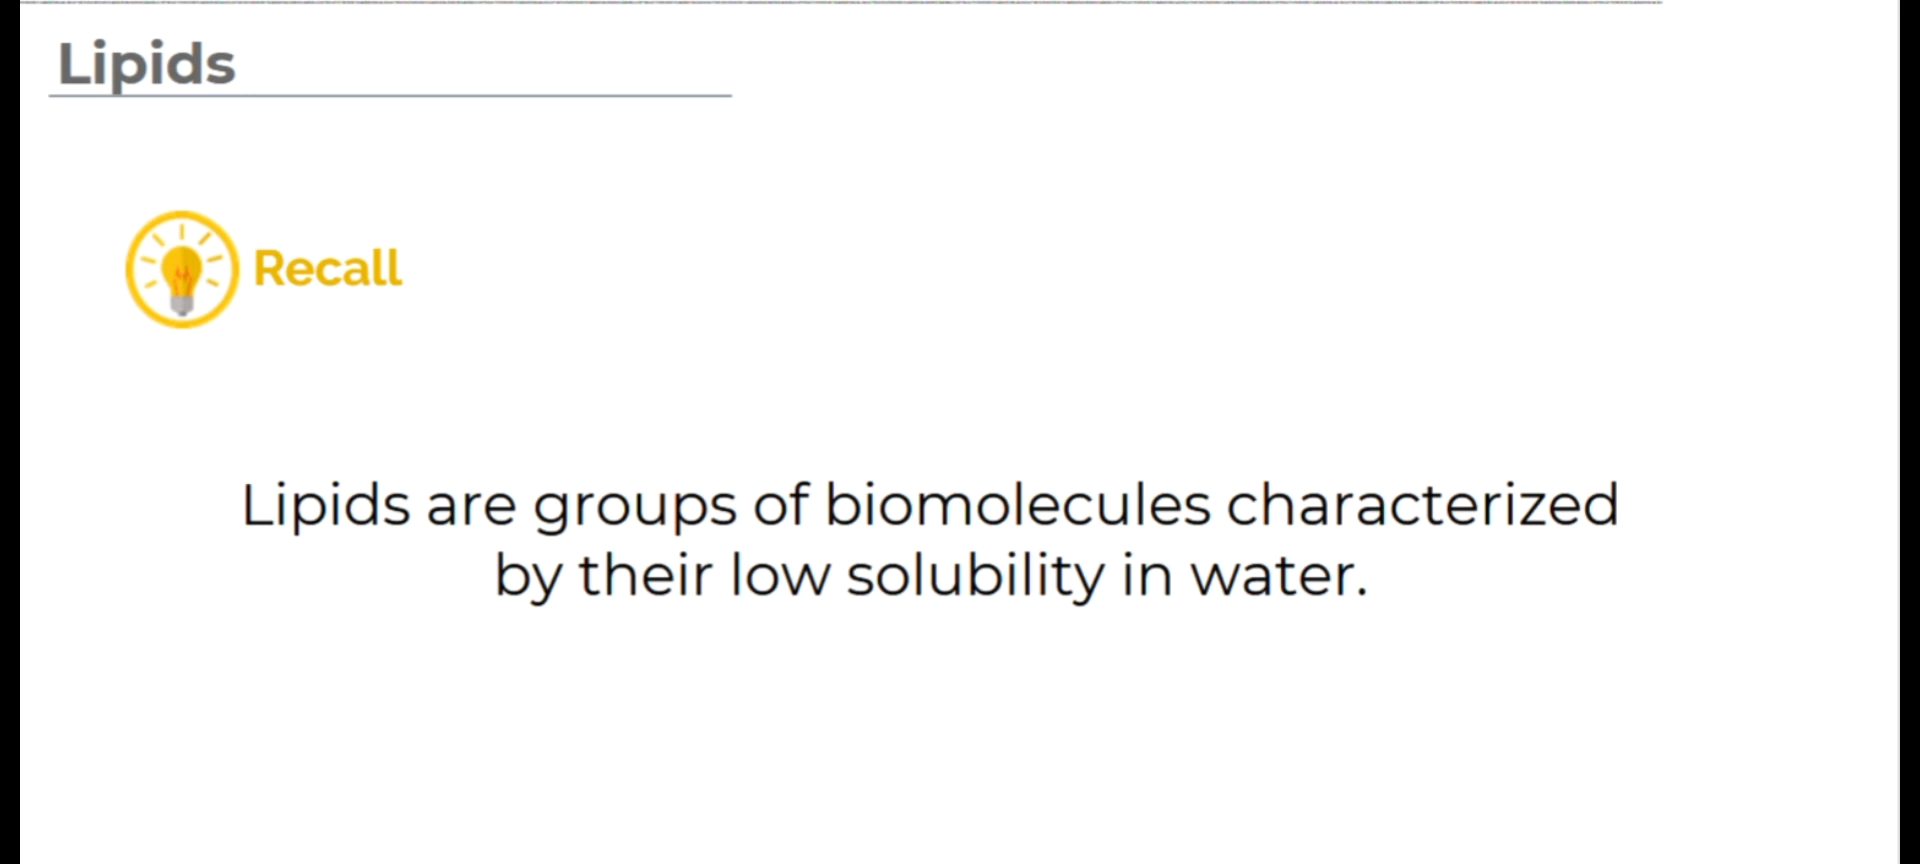 Lipids
Recall
Lipids are groups of biomolecules characterized
by their low solubility in water.